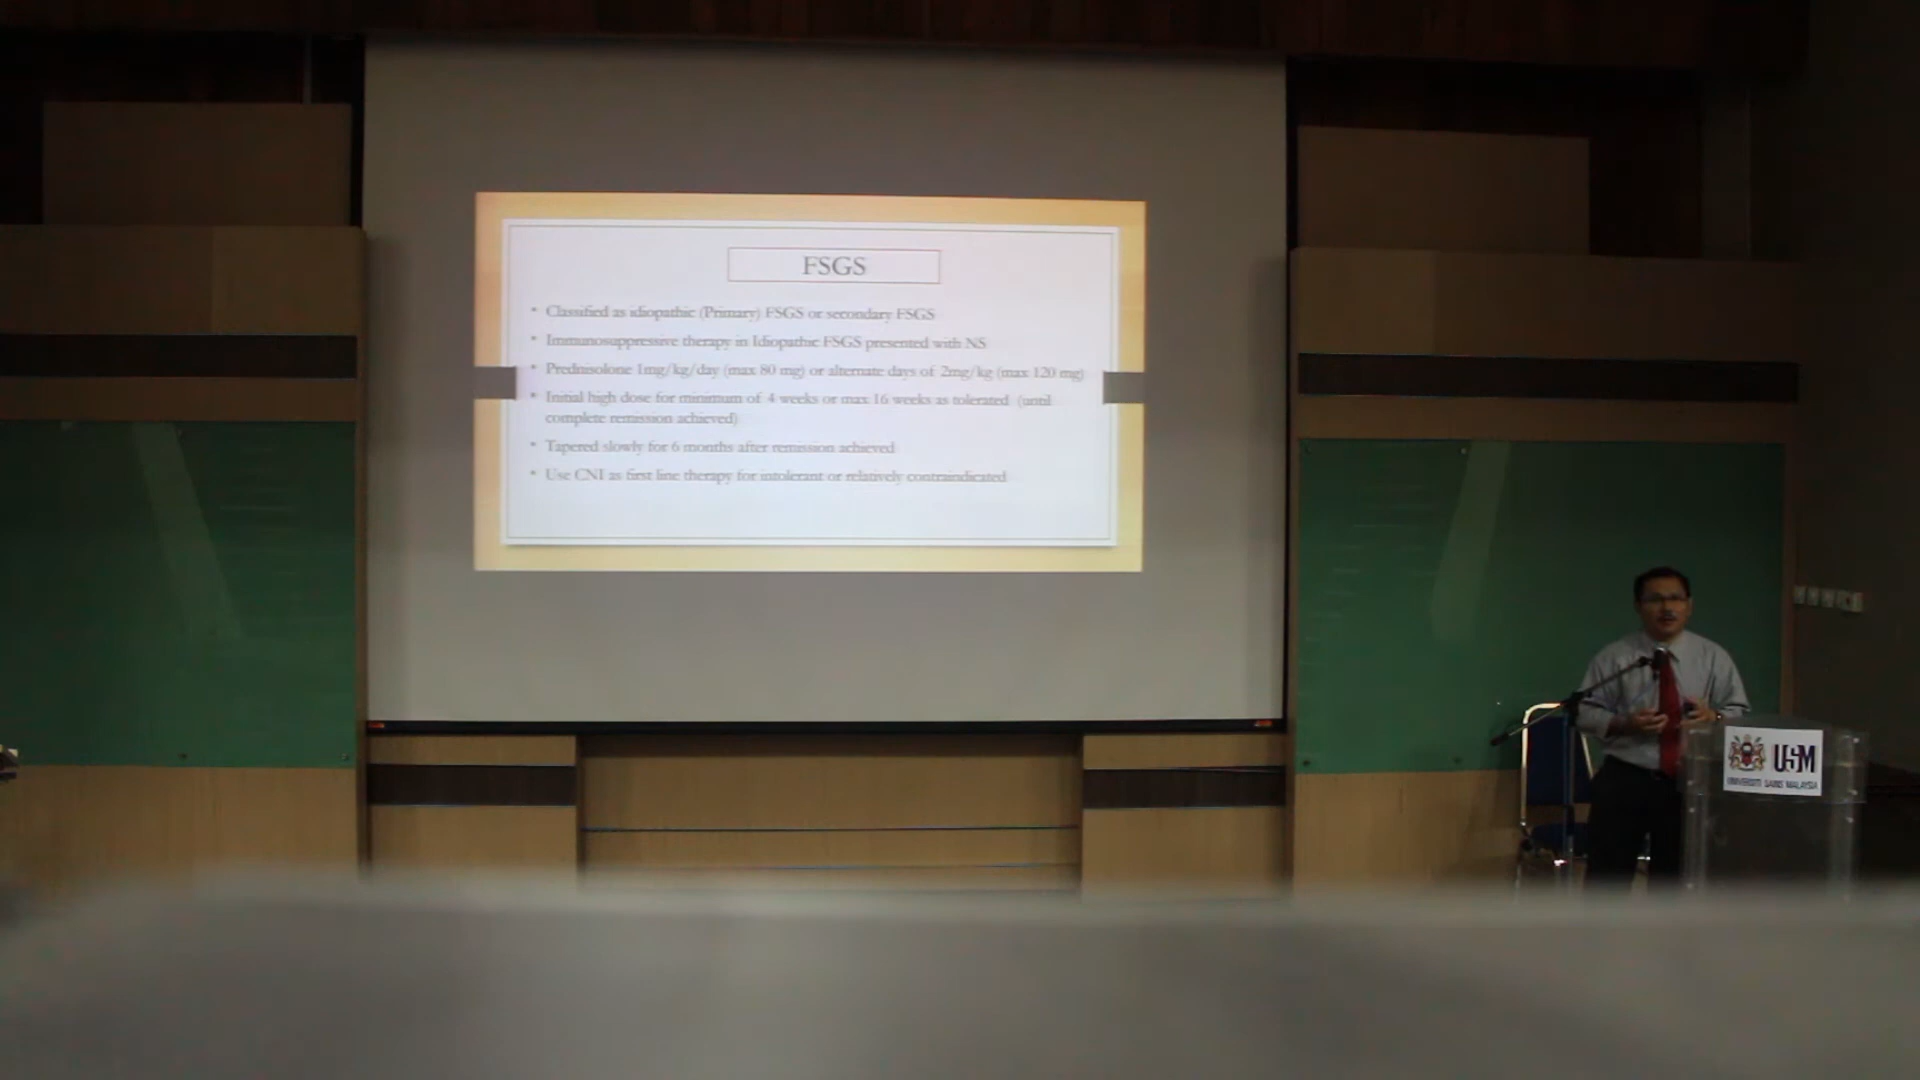 FSGS
• Classified as idiopathic (Primary) FSGS or secondary FSGS
• Immunosuppressive therapy in Idiopathic FSGS presented with NS
• Prednisolone 1mg/kg/day (max 80 mg) or alternate days of 2mg/kg (max 120 mg)
• Initial high dose for minimum of 4 weeks or max 16 weeks as tolerated (until
complete remission achieved)
• Tapered slowly for 6 months after remission achieved
• Use CNI as first line therapy for intolerant or relatively contraindicated
USM
UNIVERSITI SAINS MALAYSIA